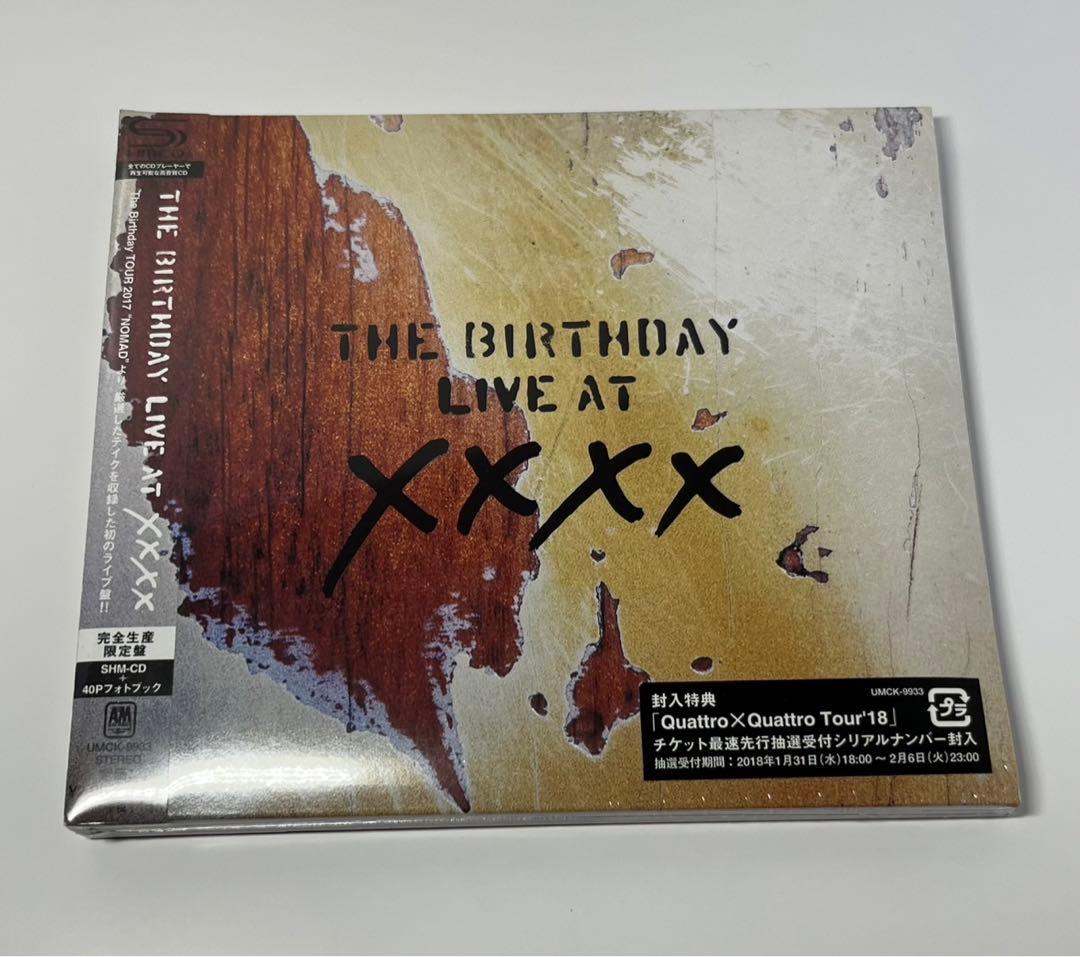 全てのCDプレーヤーで
再生可能な高音質CD
THE BIRTHDAY LIVE AT XXXX
The Birthday TOUR 2017 "NOMAD"より厳選したテイクを収録した初のライブ盤!!
完全生産
限定盤
SHM-CD
+
40Pフォトブック
A&M
UMCK-9933
STEREO
THE BIRTHDAY
LIVE AT
XXXX
封入特典
UMCK-9933
「Quattro×Quattro Tour'18」
プラ
チケット最速先行抽選受付シリアルナンバー封入
抽選受付期間：2018年1月31日(水)18:00 ～ 2月6日(火)23:00